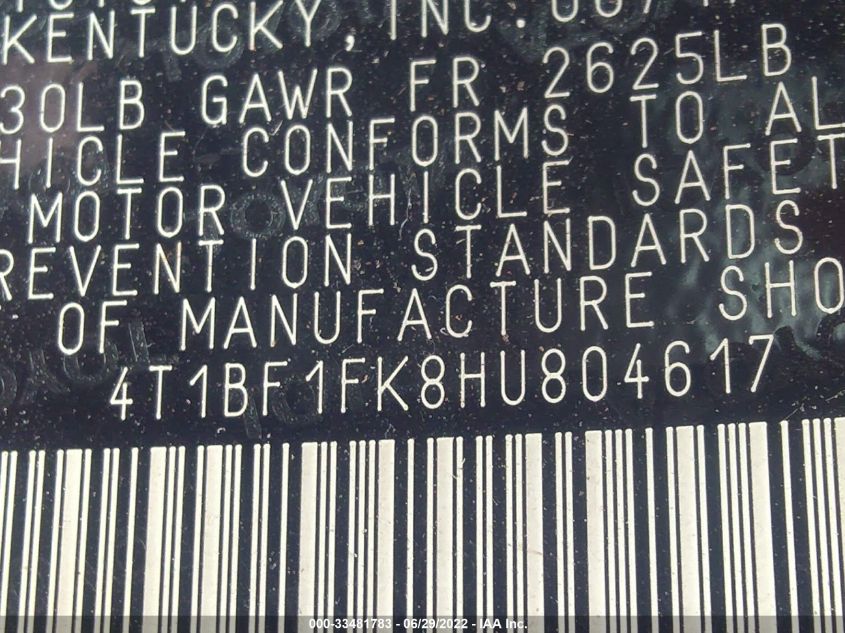 KENTUCKY, INC.
30LB GAWR FR 2625LB
HICLE CONFORMS TO AL
MOTOR VEHICLE SAFET
REVENTION STANDARDS
OF MANUFACTURE SHO
4T1BF1FK8HU804617
000-33481783 - 06/29/2022 - IAA Inc.